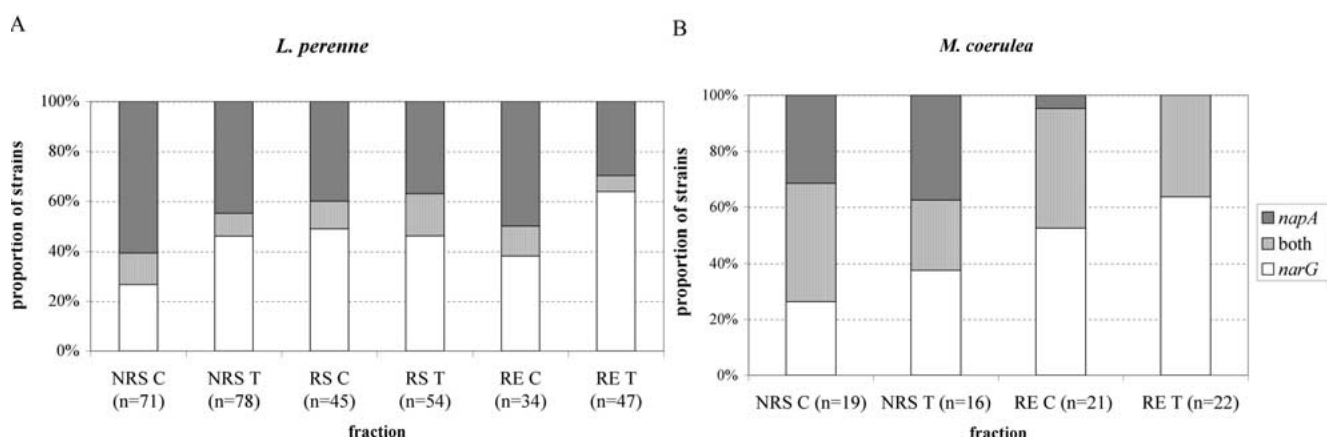 A
L. perenne
100%
80%
60%
40%
20%
0%
proportion of strains
NRS C NRS T RS C RS T RE C RE T
(n=71) (n=78) (n=45) (n=54) (n=34) (n=47)
fraction
B
M. coerulea
100%
80%
60%
40%
20%
0%
proportion of strains
NRS C (n=19) NRS T (n=16) RE C (n=21) RE T (n=22)
fraction
napA
both
narG